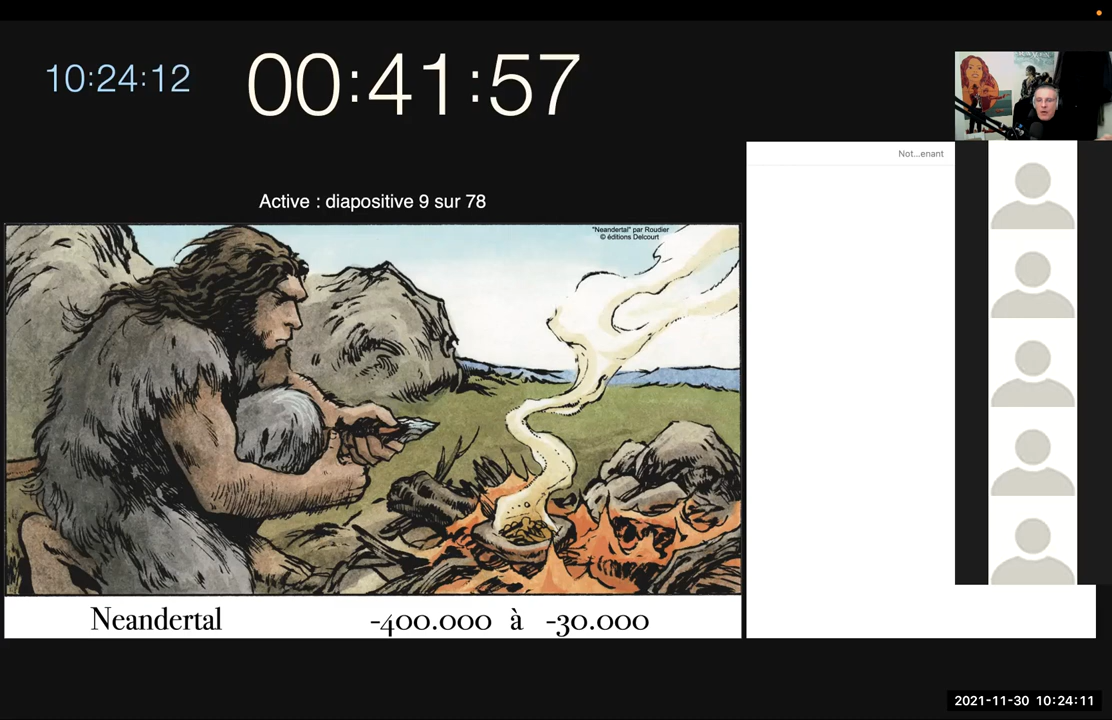 10:24:12
00:41:57
Not...enant
Active : diapositive 9 sur 78
"Neandertal" par Roudier
© éditions Delcourt
Neandertal -400.000 à -30.000
2021-11-30 10:24:11